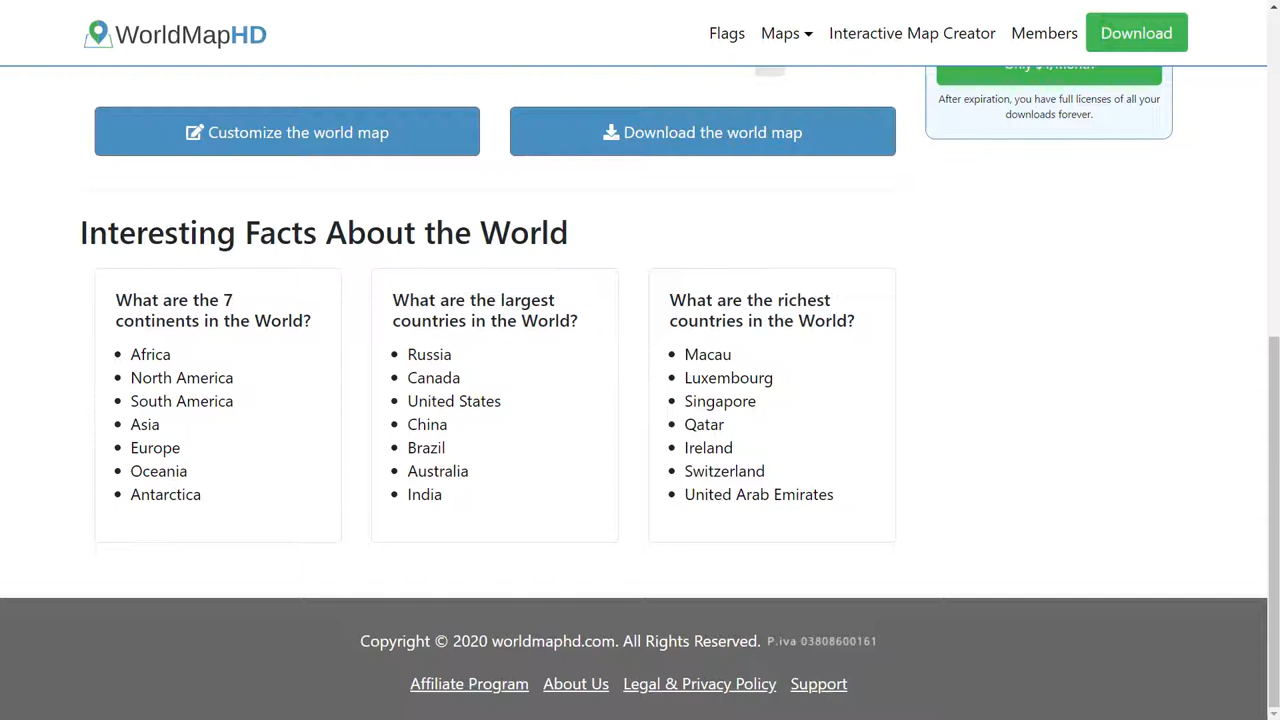 WorldMapHD
Flags Maps Interactive Map Creator Members Download
Only $1/month
After expiration, you have full licenses of all your
downloads forever.
Customize the world map
Download the world map
Interesting Facts About the World
What are the 7
continents in the World?
Africa
North America
South America
Asia
Europe
Oceania
Antarctica
What are the largest
countries in the World?
Russia
Canada
United States
China
Brazil
Australia
India
What are the richest
countries in the World?
Macau
Luxembourg
Singapore
Qatar
Ireland
Switzerland
United Arab Emirates
Copyright © 2020 worldmaphd.com. All Rights Reserved. P.iva 03808600161
Affiliate Program About Us Legal & Privacy Policy Support